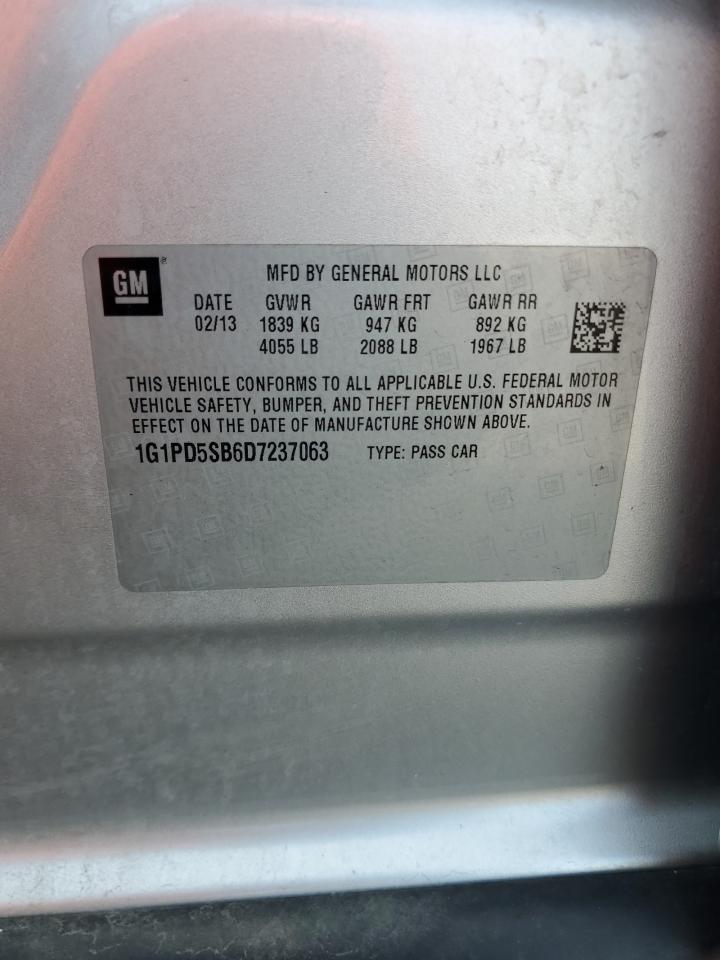 GM®
MFD BY GENERAL MOTORS LLC
DATE GVWR GAWR FRT GAWR RR
02/13 1839 KG 947 KG 892 KG
4055 LB 2088 LB 1967 LB
THIS VEHICLE CONFORMS TO ALL APPLICABLE U.S. FEDERAL MOTOR
VEHICLE SAFETY, BUMPER, AND THEFT PREVENTION STANDARDS IN
EFFECT ON THE DATE OF MANUFACTURE SHOWN ABOVE.
1G1PD5SB6D7237063 TYPE: PASS CAR